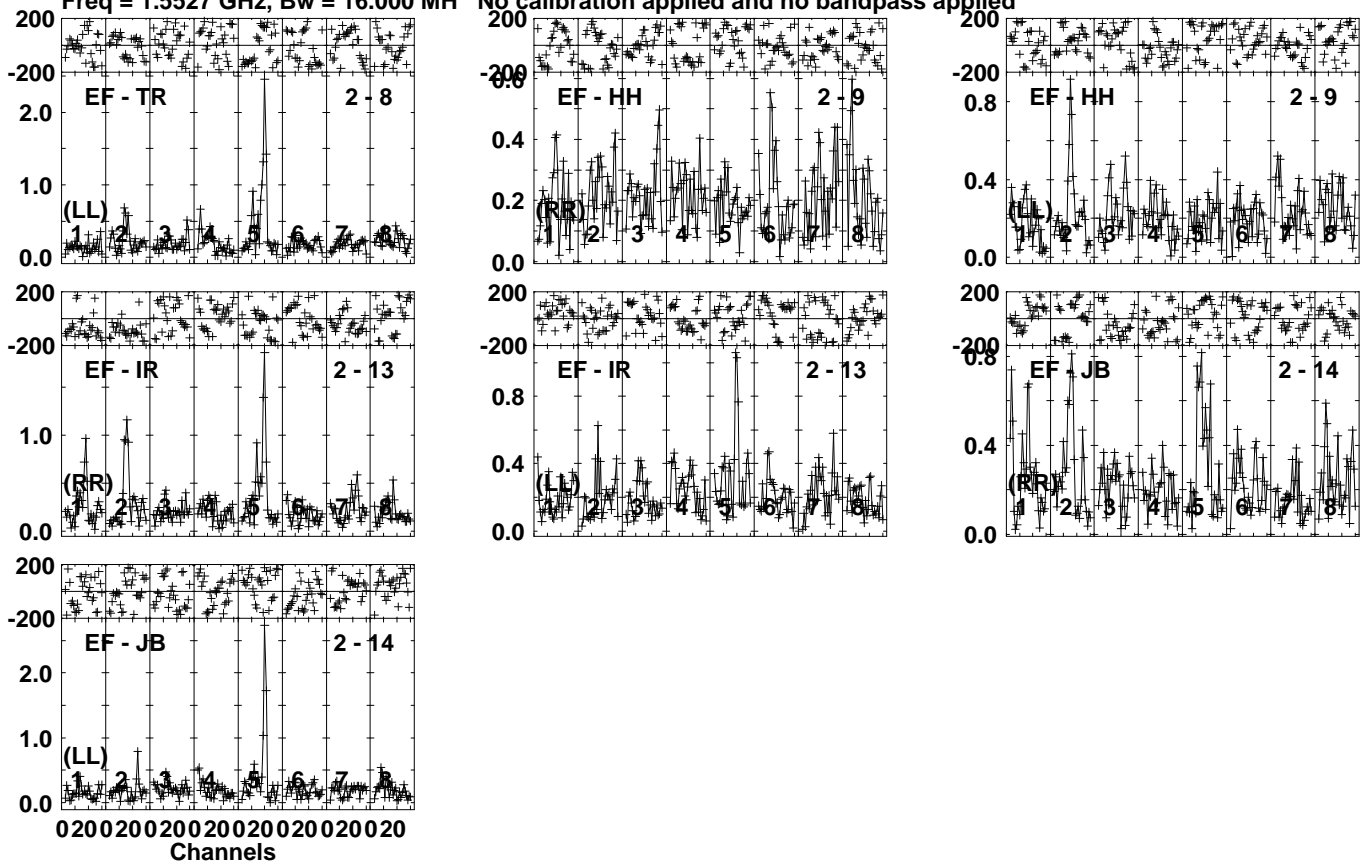 Freq = 1.5527 GHz, Bw = 16.000 MH No calibration applied and no bandpass applied
200
-200
EF - TR 2 - 8
2.0
1.0
0.0
(LL)
1 2 3 4 5 6 7 8
200
-200
0.6
EF - HH 2 - 9
0.4
0.2
0.0
(RR)
1 2 3 4 5 6 7 8
200
-200
EF - HH 2 - 9
0.8
0.4
0.0
(LL)
1 2 3 4 5 6 7 8
200
-200
EF - IR 2 - 13
1.0
0.0
(RR)
1 2 3 4 5 6 7 8
200
-200
EF - IR 2 - 13
0.8
0.4
0.0
(LL)
1 2 3 4 5 6 7 8
200
-200
0.8
EF - JB 2 - 14
0.4
0.0
(RR)
1 2 3 4 5 6 7 8
200
-200
EF - JB 2 - 14
2.0
1.0
0.0
(LL)
1 2 3 4 5 6 7 8
0 20 0 20 0 20 0 20 0 20 0 20 0 20 0 20
Channels